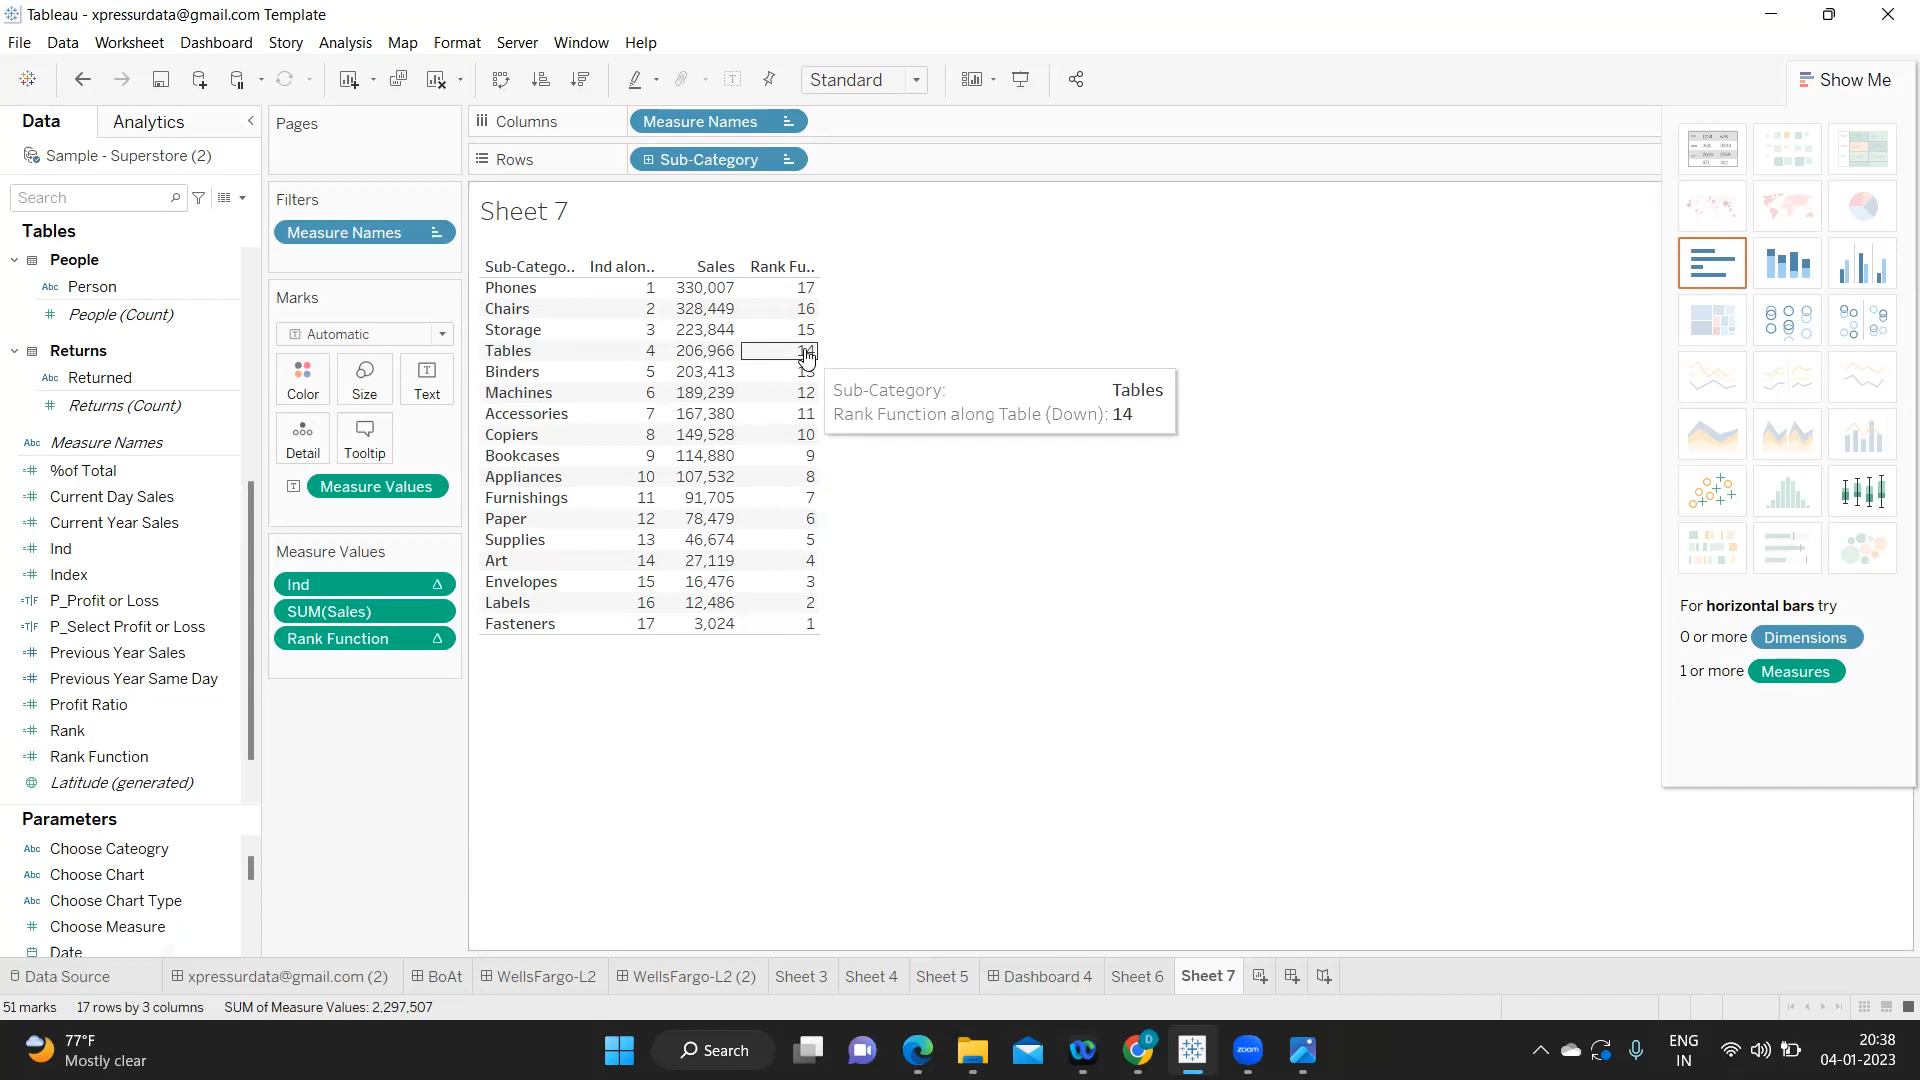 Tableau - xpressurdata@gmail.com Template
File Data Worksheet Dashboard Story Analysis Map Format Server Window Help
Standard
Show Me
Data Analytics
Sample - Superstore (2)
Search
Tables
People
Abc Person
# People (Count)
Returns
Abc Returned
# Returns (Count)
Abc Measure Names
=# %of Total
=# Current Day Sales
=# Current Year Sales
=# Ind
=# Index
=T|F P_Profit or Loss
=T|F P_Select Profit or Loss
=# Previous Year Sales
=# Previous Year Same Day
=# Profit Ratio
=# Rank
=# Rank Function
Latitude (generated)
Parameters
Abc Choose Cateogry
Abc Choose Chart
Abc Choose Chart Type
# Choose Measure
Date
Pages
Filters
Measure Names
Marks
Automatic
Color Size Text
Detail Tooltip
Measure Values
Measure Values
Ind Δ
SUM(Sales)
Rank Function Δ
Columns Measure Names
Rows Sub-Category
Sheet 7
Sub-Catego.. Ind alon.. Sales Rank Fu..
Phones 1 330,007 17
Chairs 2 328,449 16
Storage 3 223,844 15
Tables 4 206,966 14
Binders 5 203,413 13
Machines 6 189,239 12
Accessories 7 167,380 11
Copiers 8 149,528 10
Bookcases 9 114,880 9
Appliances 10 107,532 8
Furnishings 11 91,705 7
Paper 12 78,479 6
Supplies 13 46,674 5
Art 14 27,119 4
Envelopes 15 16,476 3
Labels 16 12,486 2
Fasteners 17 3,024 1
Sub-Category: Tables
Rank Function along Table (Down): 14
For horizontal bars try
0 or more Dimensions
1 or more Measures
Data Source xpressurdata@gmail.com (2) BoAt WellsFargo-L2 WellsFargo-L2 (2) Sheet 3 Sheet 4 Sheet 5 Dashboard 4 Sheet 6 Sheet 7
51 marks 17 rows by 3 columns SUM of Measure Values: 2,297,507
77°F
Mostly clear
Search
zoom
D
ENG
IN
20:38
04-01-2023